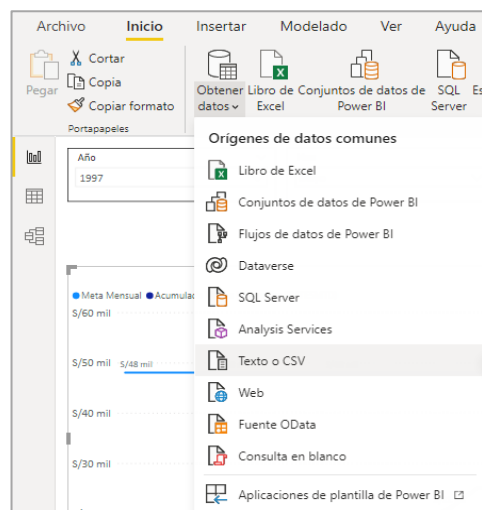 Archivo Inicio Insertar Modelado Ver Ayuda
Pegar
Cortar
Copia
Copiar formato
Portapapeles
Obtener datos
Libro de Excel
Conjuntos de datos de Power BI
SQL Server
Es
Año
1997
Meta Mensual Acumulac
S/60 mil
S/50 mil
S/48 mil
S/40 mil
S/30 mil
Orígenes de datos comunes
Libro de Excel
Conjuntos de datos de Power BI
Flujos de datos de Power BI
Dataverse
SQL Server
Analysis Services
Texto o CSV
Web
Fuente OData
Consulta en blanco
Aplicaciones de plantilla de Power BI